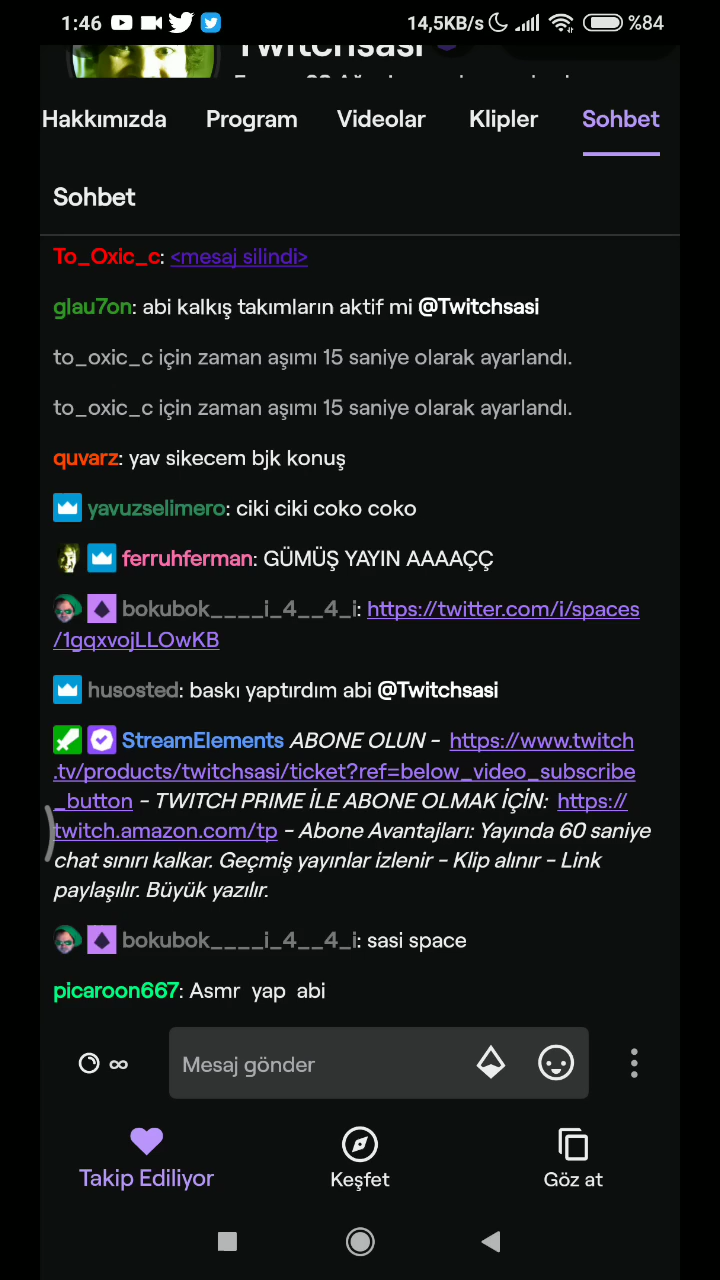 1:46
14,5KB/s
%84
Twitchsasi
Hakkımızda Program Videolar Klipler Sohbet
Sohbet
To_Oxic_c: <mesaj silindi>
glau7on: abi kalkış takımların aktif mi @Twitchsasi
to_oxic_c için zaman aşımı 15 saniye olarak ayarlandı.
to_oxic_c için zaman aşımı 15 saniye olarak ayarlandı.
quvarz: yav sikecem bjk konuş
yavuzselimero: ciki ciki coko coko
ferruhferman: GÜMÜŞ YAYIN AAAAÇÇ
bokubok____i_4__4_i: https://twitter.com/i/spaces
/1gqxvojLLOwKB
husosted: baskı yaptırdım abi @Twitchsasi
StreamElements ABONE OLUN - https://www.twitch
.tv/products/twitchsasi/ticket?ref=below_video_subscribe
_button - TWITCH PRIME İLE ABONE OLMAK İÇİN: https://
twitch.amazon.com/tp - Abone Avantajları: Yayında 60 saniye
chat sınırı kalkar. Geçmiş yayınlar izlenir - Klip alınır - Link
paylaşılır. Büyük yazılır.
bokubok____i_4__4_i: sasi space
picaroon667: Asmr yap abi
∞ Mesaj gönder
Takip Ediliyor Keşfet Göz at